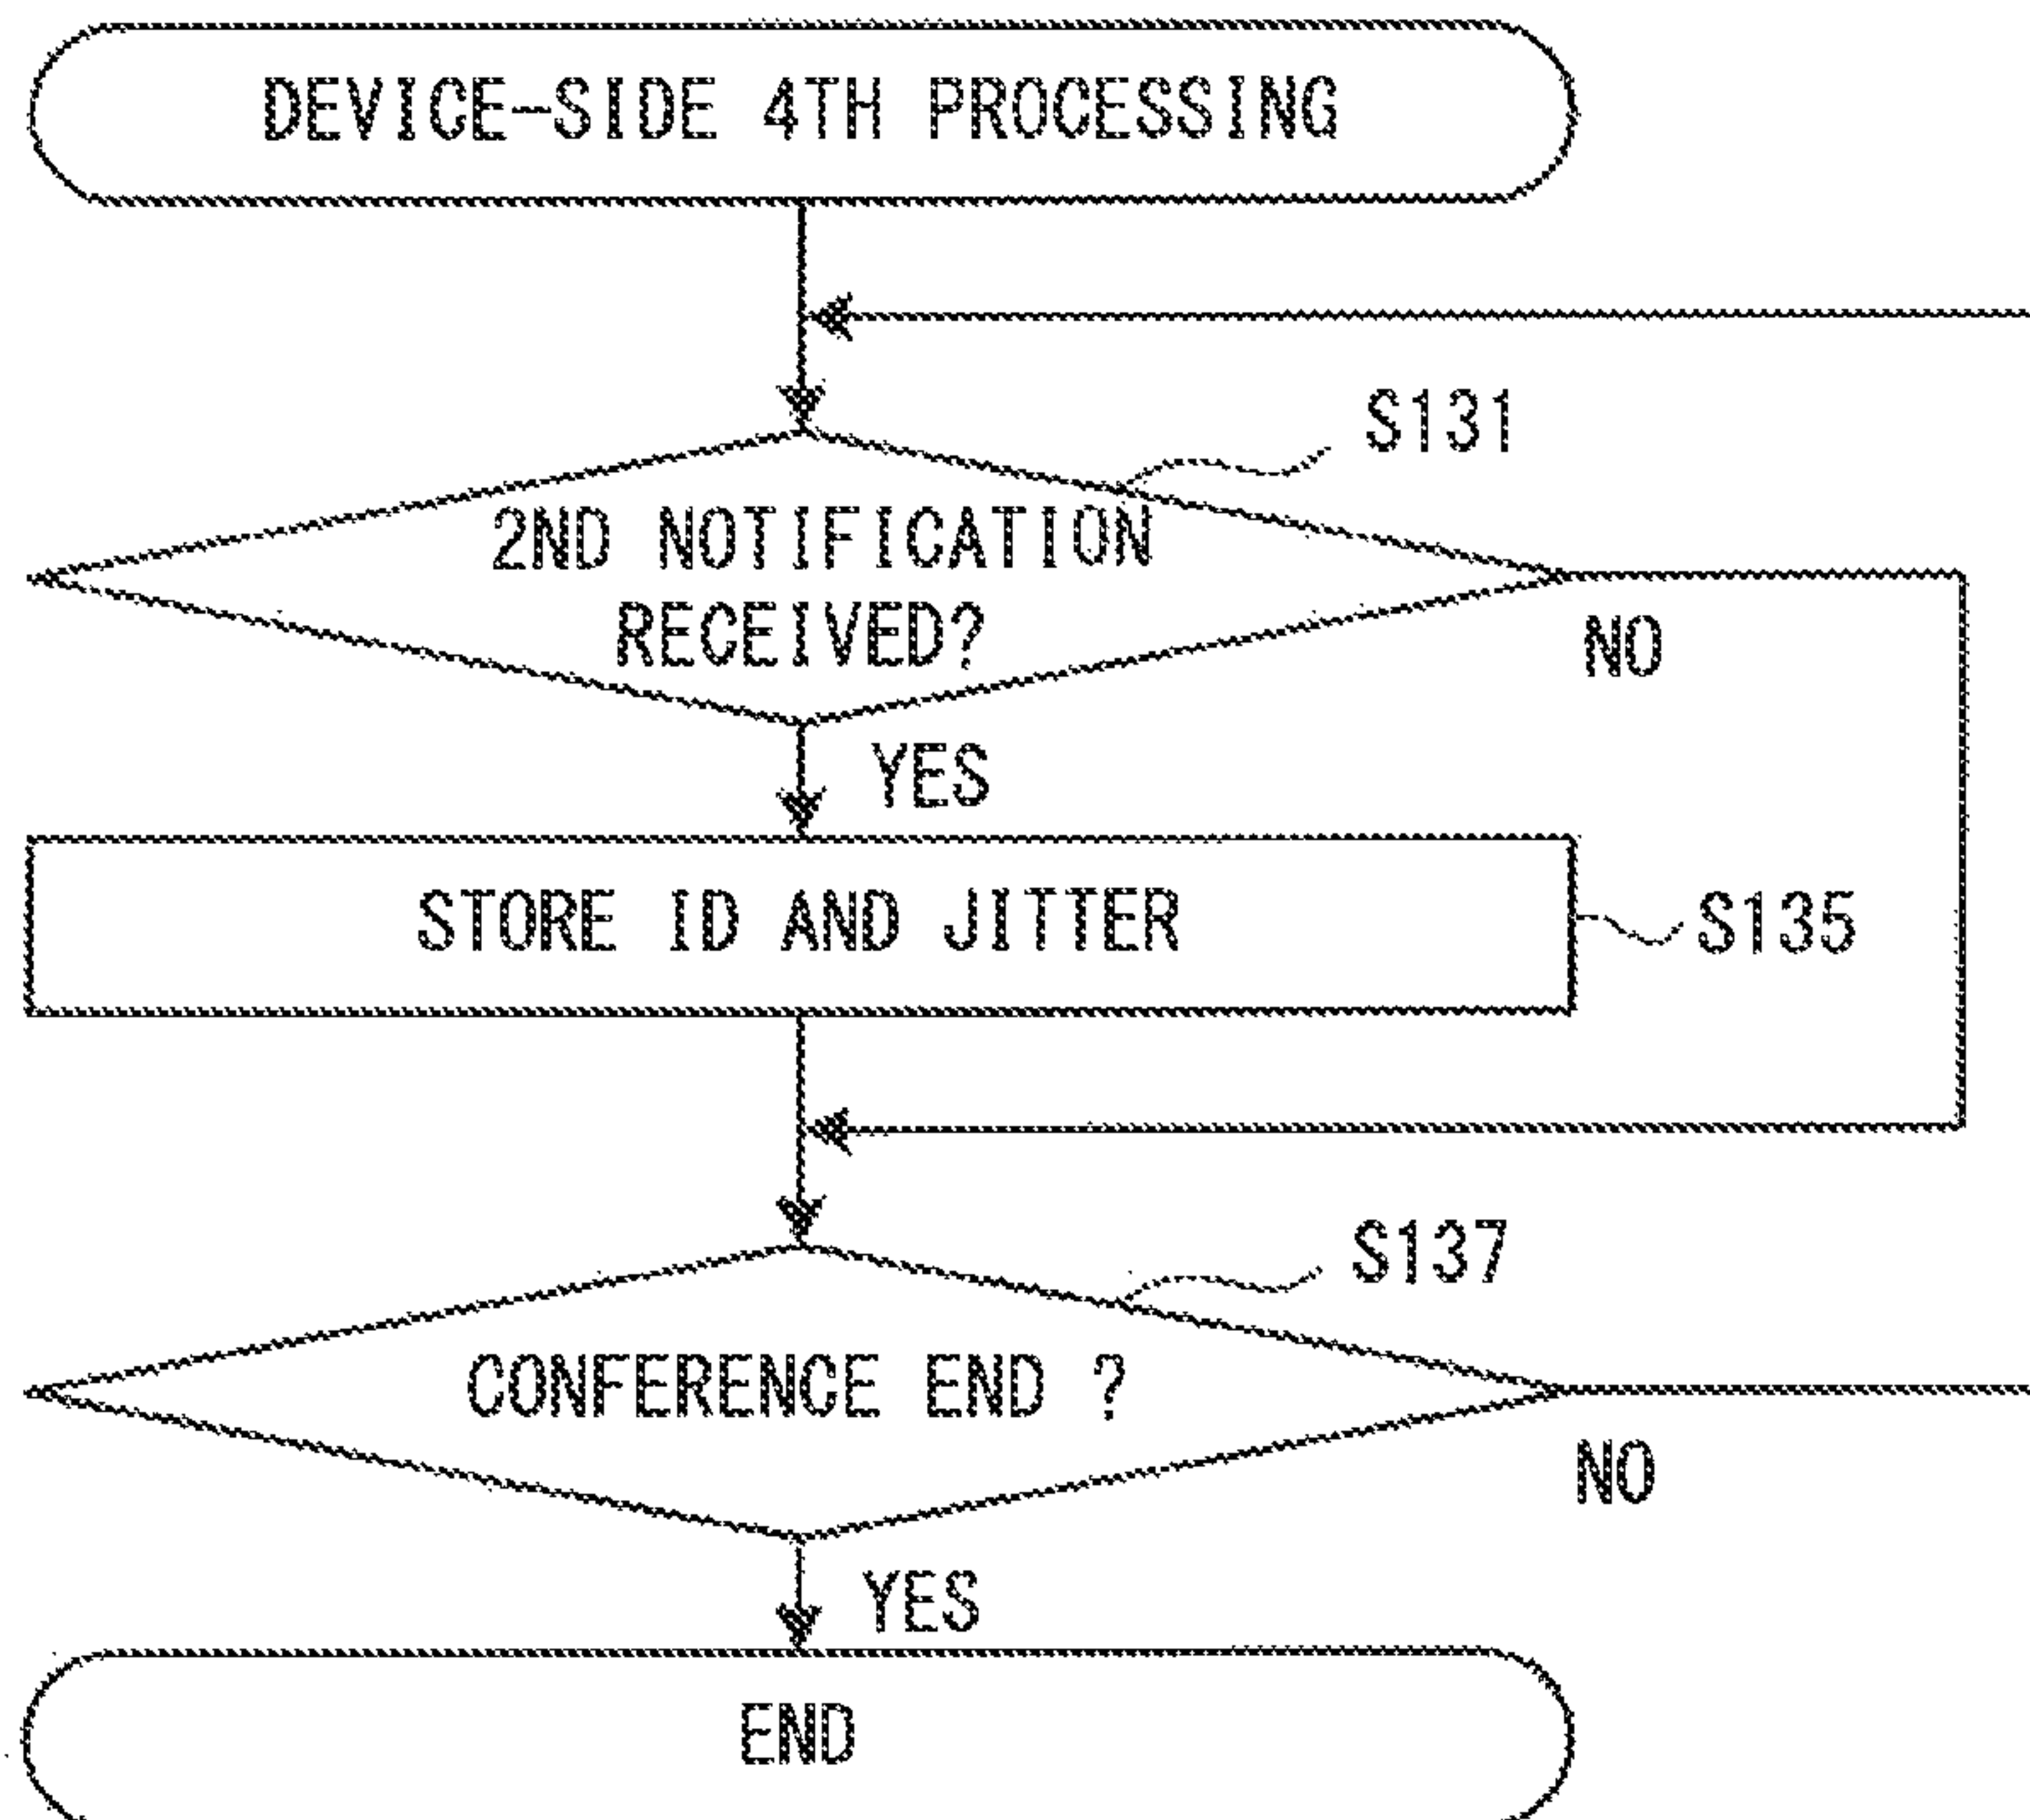 DEVICE-SIDE 4TH PROCESSING
S131
2ND NOTIFICATION
RECEIVED?
NO
YES
STORE ID AND JITTER
S135
S137
CONFERENCE END ?
NO
YES
END